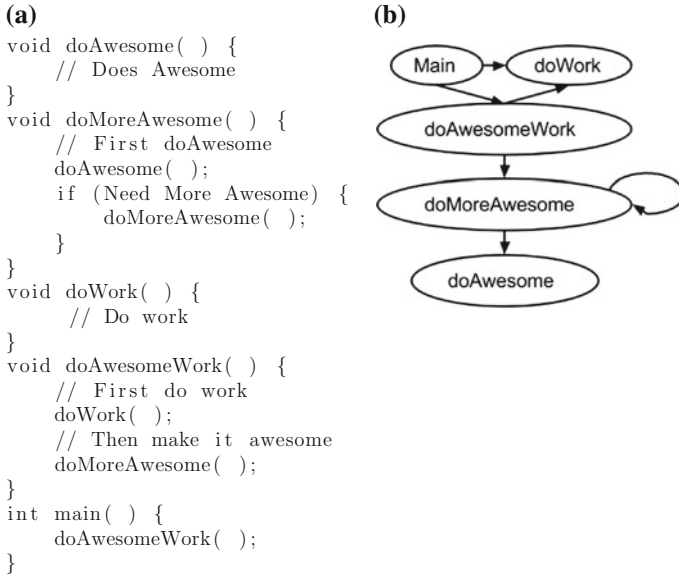 (a)
void doAwesome( ) {
// Does Awesome
}
void doMoreAwesome( ) {
// First doAwesome
doAwesome( );
if (Need More Awesome) {
doMoreAwesome( );
}
}
void doWork( ) {
// Do work
}
void doAwesomeWork( ) {
// First do work
doWork( );
// Then make it awesome
doMoreAwesome( );
}
int main( ) {
doAwesomeWork( );
}
(b)
Main
doWork
doAwesomeWork
doMoreAwesome
doAwesome